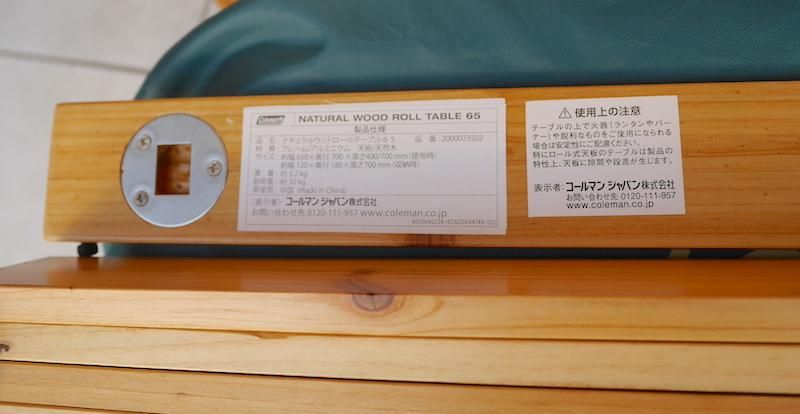 Coleman NATURAL WOOD ROLL TABLE 65
製品仕様
品 名：ナチュラルウッドロールテーブル６５ 品 番：2000023502
材 質：フレーム/アルミニウム 天板/天然木
サイズ：約幅650×奥行700×高さ400/700mm(使用時)
約幅120×奥行180×高さ700mm(収納時)
重 量：約3.2kg
耐荷重：約30kg
原産国：中国 (Made in China)
〈表示者〉コールマン ジャパン株式会社
お問い合わせ先 0120-111-957 www.coleman.co.jp
4010040224 (ECN20044749-02)
⚠ 使用上の注意
テーブルの上で火器(ランタンやバー
ナー)や鋭利なものをご使用になられる
場合は安定性にご配慮ください。
特にロール式天板のテーブルは製品の
特性上、天板に隙間や段差が生じます。
表示者：コールマン ジャパン株式会社
お問い合わせ先 0120-111-957
www.coleman.co.jp